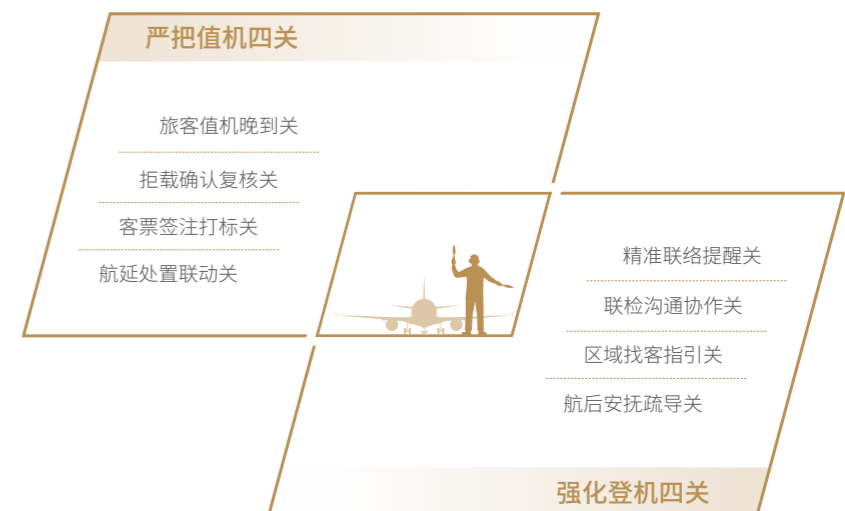 严把值机四关
旅客值机晚到关
拒载确认复核关
客票签注打标关
航延处置联动关
精准联络提醒关
联检沟通协作关
区域找客指引关
航后安抚疏导关
强化登机四关